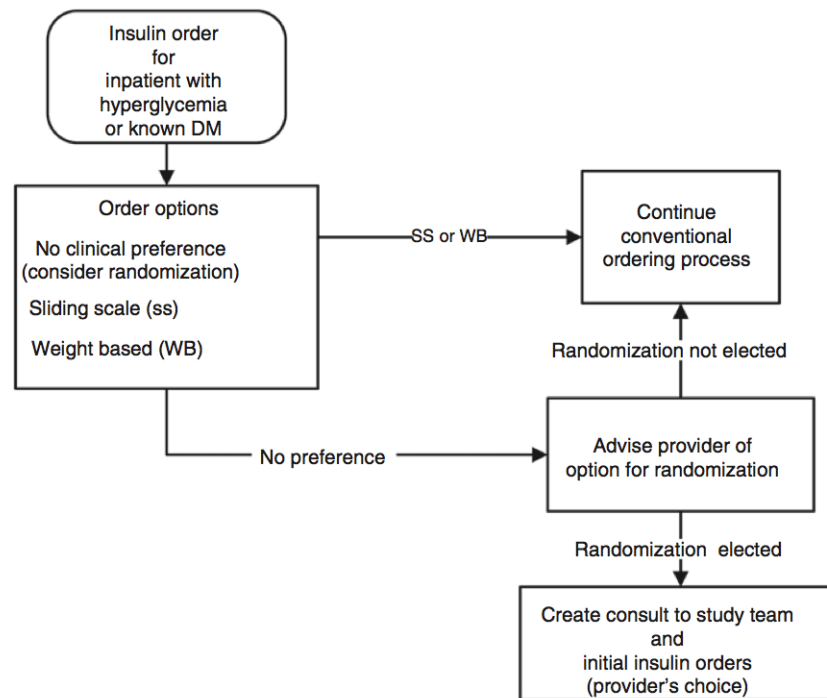 Insulin order
for
inpatient with
hyperglycemia
or known DM
Order options
No clinical preference
(consider randomization)
Sliding scale (ss)
Weight based (WB)
SS or WB
Continue
conventional
ordering process
Randomization not elected
No preference
Advise provider of
option for randomization
Randomization elected
Create consult to study team
and
initial insulin orders
(provider's choice)